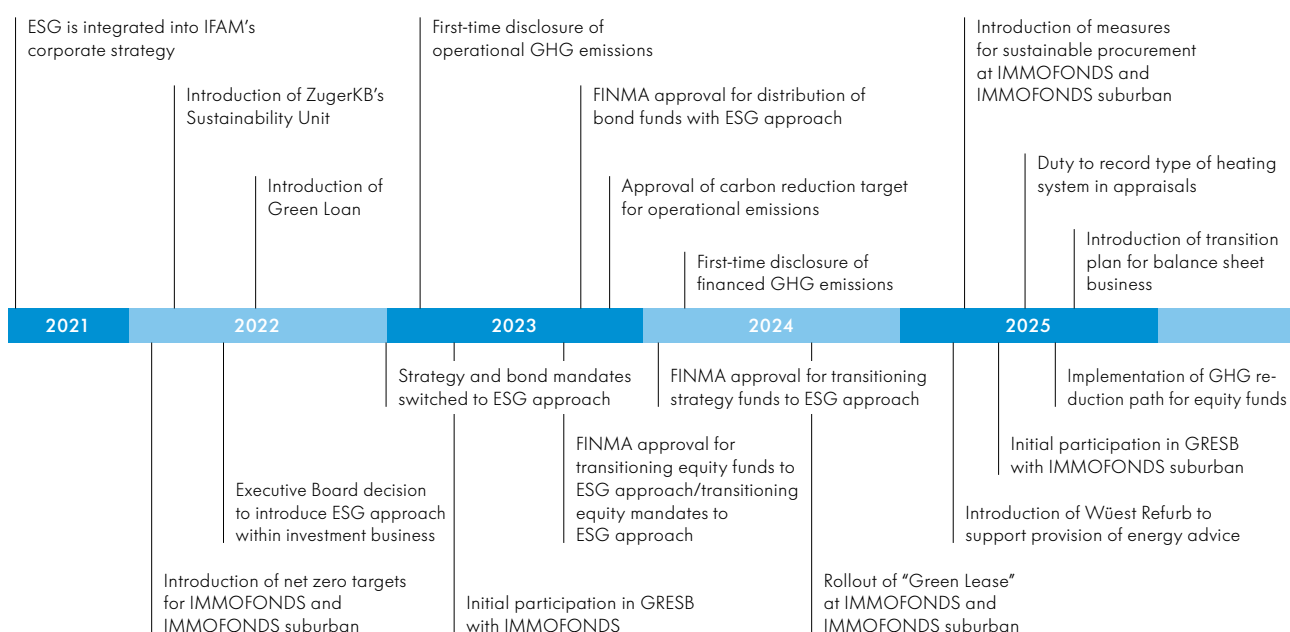 ESG is integrated into IFAM's
corporate strategy
Introduction of ZugerKB's
Sustainability Unit
Introduction of
Green Loan
First-time disclosure of
operational GHG emissions
FINMA approval for distribution of
bond funds with ESG approach
Approval of carbon reduction target
for operational emissions
First-time disclosure of
financed GHG emissions
Introduction of measures
for sustainable procurement
at IMMOFONDS and
IMMOFONDS suburban
Duty to record type of heating
system in appraisals
Introduction of transition
plan for balance sheet
business
2021
2022
2023
2024
2025
Strategy and bond mandates
switched to ESG approach
FINMA approval for transitioning
strategy funds to ESG approach
Implementation of GHG re-
duction path for equity funds
FINMA approval for
transitioning equity funds to
ESG approach/transitioning
equity mandates to
ESG approach
Initial participation in GRESB
with IMMOFONDS suburban
Executive Board decision
to introduce ESG approach
within investment business
Introduction of Wüest Refurb to
support provision of energy advice
Introduction of net zero targets
for IMMOFONDS and
IMMOFONDS suburban
Initial participation in GRESB
with IMMOFONDS
Rollout of “Green Lease”
at IMMOFONDS and
IMMOFONDS suburban